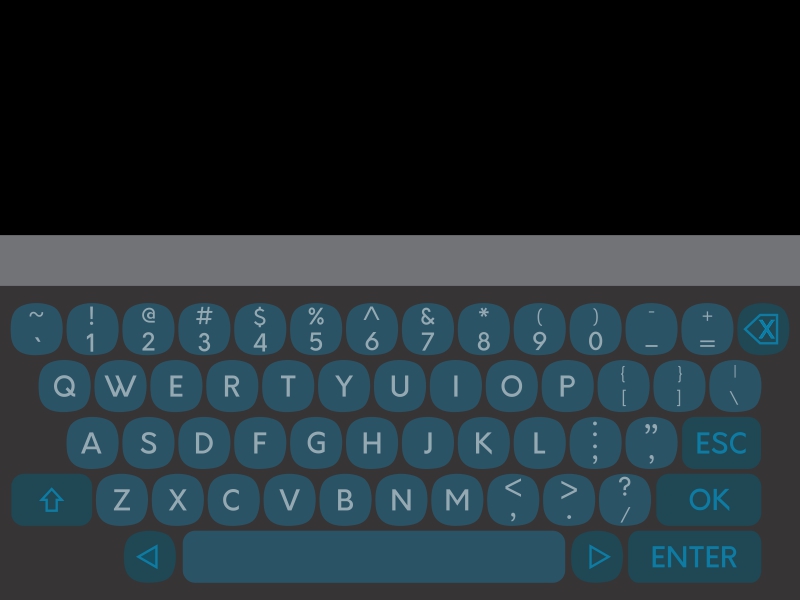 ~ ! @ # $ % ^ & * ( ) - +
` 1 2 3 4 5 6 7 8 9 0 _ = X
Q W E R T Y U I O P { [ } ] | \
A S D F G H J K L : ; " , ESC
Z X C V B N M < , > . ? / OK
ENTER